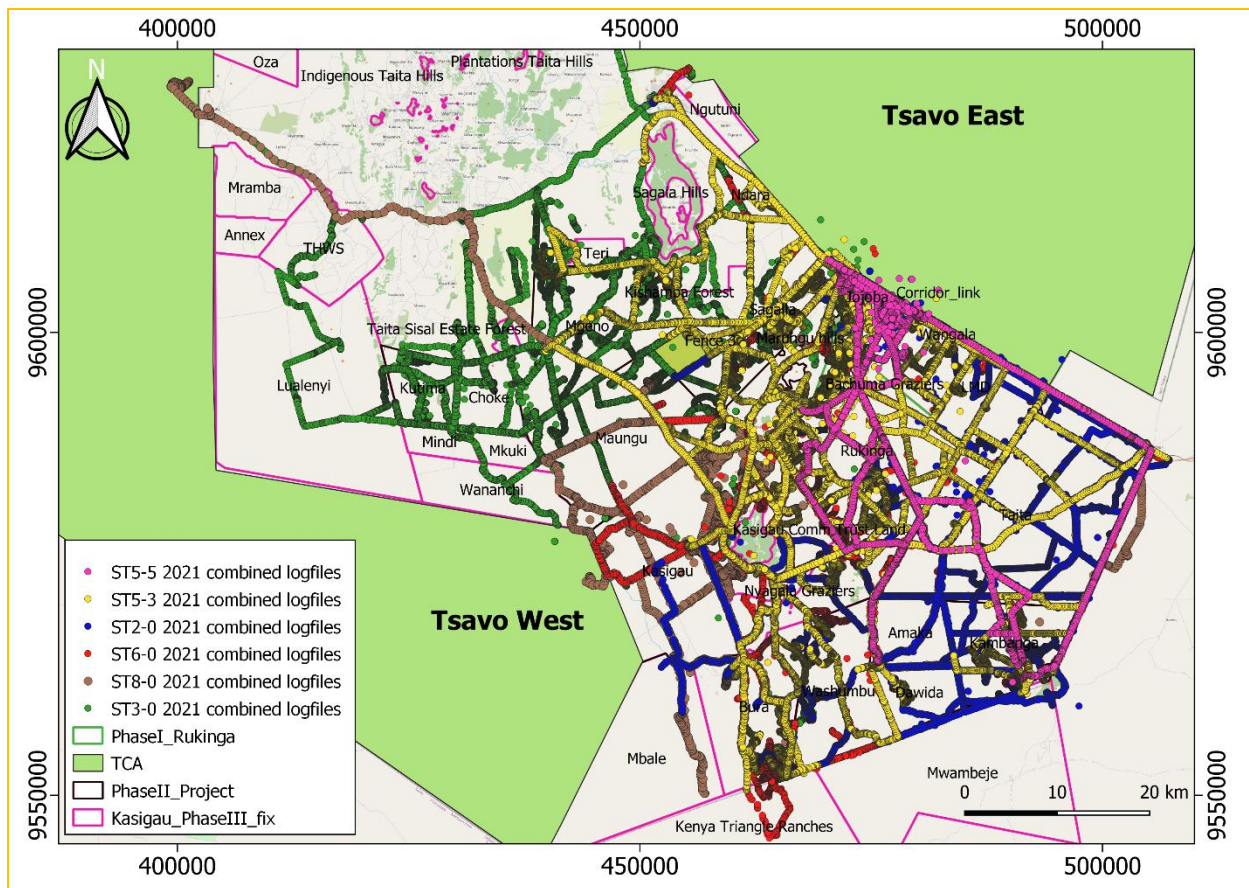 400000
450000
500000
N
Oza
Indigenous Taita Hills
Plantations Taita Hills
Ngutuni
Tsavo East
Mramba
Sagala Hills
Ndara
Annex
THWS
Teri
Kishamba Forest
Jojoba
Corridor_link
9600000
9600000
Taita Sisal Estate Forest
Mgeno
Sagalla
Fence 3C
Marungu hills
Wangala
Lualenyi
Kutima
Choke
Bachuma Graziers
LMD
Mindi
Mkuki
Maungu
Rukinga
Wananchi
Taita
Kasigau Comm Trust Land
Kasigau
Tsavo West
Nyagala Graziers
Amaka
Kambanga
Bura
Washumbu
Dawida
Mbale
Mwambeje
Kenya Triangle Ranches
ST5-5 2021 combined logfiles
ST5-3 2021 combined logfiles
ST2-0 2021 combined logfiles
ST6-0 2021 combined logfiles
ST8-0 2021 combined logfiles
ST3-0 2021 combined logfiles
PhaseI_Rukinga
TCA
PhaseII_Project
Kasigau_PhaseIII_fix
0 10 20 km
9550000
9550000
400000
450000
500000